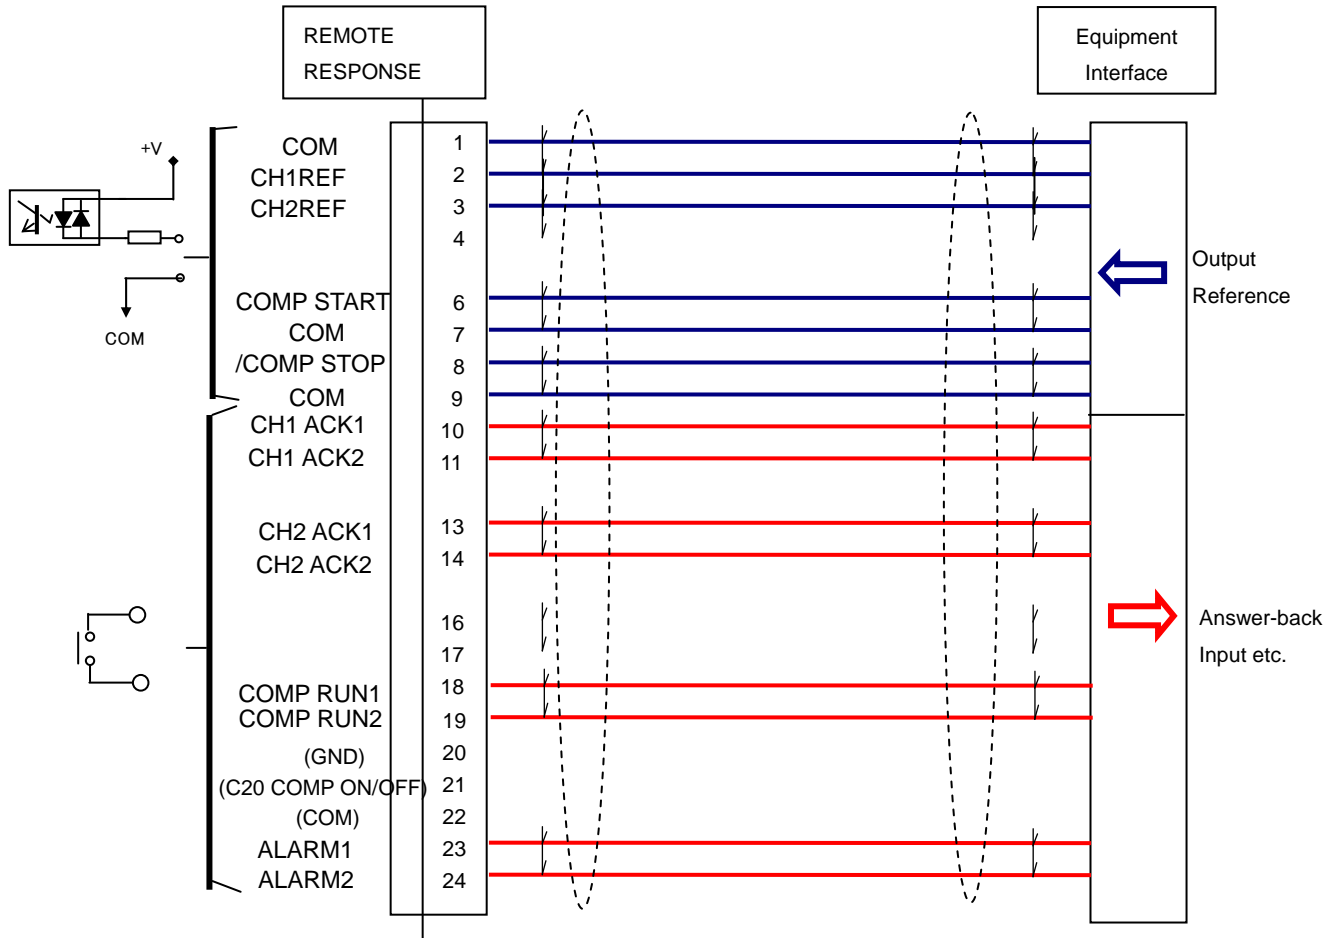 REMOTE
RESPONSE
Equipment
Interface
COM 1
CH1REF 2
CH2REF 3
4
+V
COM
Output
Reference
COMP START 6
COM 7
/COMP STOP 8
COM 9
CH1 ACK1 10
CH1 ACK2 11
CH2 ACK1 13
CH2 ACK2 14
16
17
Answer-back
Input etc.
COMP RUN1 18
COMP RUN2 19
(GND) 20
(C20 COMP ON/OFF) 21
(COM) 22
ALARM1 23
ALARM2 24